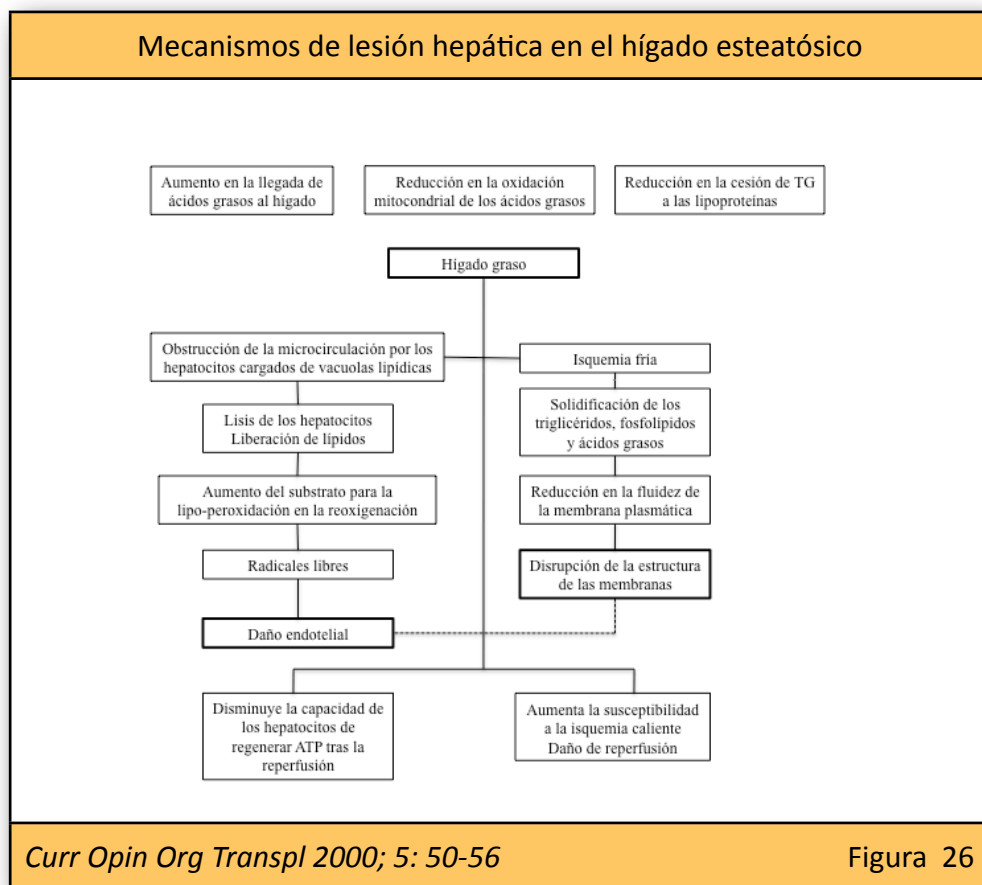 Mecanismos de lesión hepática en el hígado esteatósico
Aumento en la llegada de
ácidos grasos al hígado
Reducción en la oxidación
mitocondrial de los ácidos grasos
Reducción en la cesión de TG
a las lipoproteínas
Hígado graso
Obstrucción de la microcirculación por los
hepatocitos cargados de vacuolas lipídicas
Isquemia fría
Lisis de los hepatocitos
Liberación de lípidos
Solidificación de los
triglicéridos, fosfolípidos
y ácidos grasos
Aumento del substrato para la
lipo-peroxidación en la reoxigenación
Reducción en la fluidez de
la membrana plasmática
Radicales libres
Disrupción de la estructura
de las membranas
Daño endotelial
Disminuye la capacidad de
los hepatocitos de
regenerar ATP tras la
reperfusión
Aumenta la susceptibilidad
a la isquemia caliente
Daño de reperfusión
Curr Opin Org Transpl 2000; 5: 50-56
Figura 26